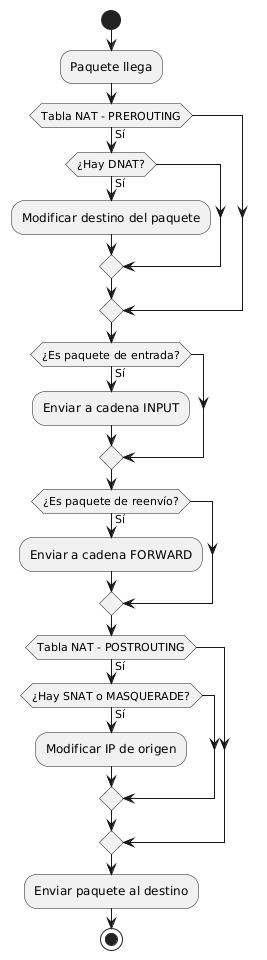 Paquete llega
Tabla NAT - PREROUTING
Sí
¿Hay DNAT?
Sí
Modificar destino del paquete
¿Es paquete de entrada?
Sí
Enviar a cadena INPUT
¿Es paquete de reenvío?
Sí
Enviar a cadena FORWARD
Tabla NAT - POSTROUTING
Sí
¿Hay SNAT o MASQUERADE?
Sí
Modificar IP de origen
Enviar paquete al destino